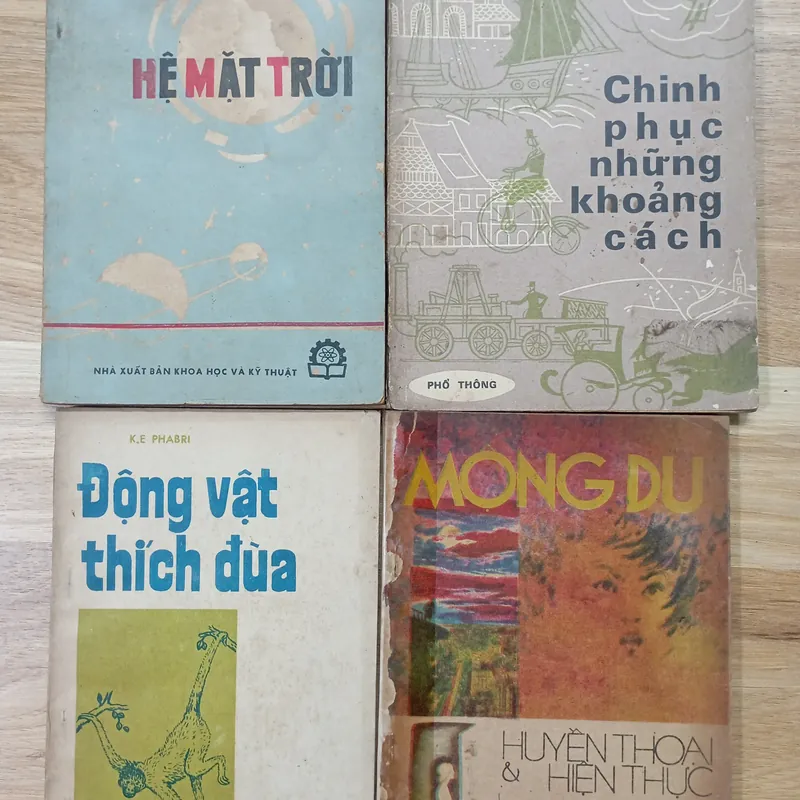 HỆ MẶT TRỜI
NHÀ XUẤT BẢN KHOA HỌC VÀ KỸ THUẬT
Chinh
phục
những
khoảng
cách
PHỔ THÔNG
K.E PHABRI
Động vật
thích đùa
MỘNG DU
HUYỀN THOẠI
& HIỆN THỰC